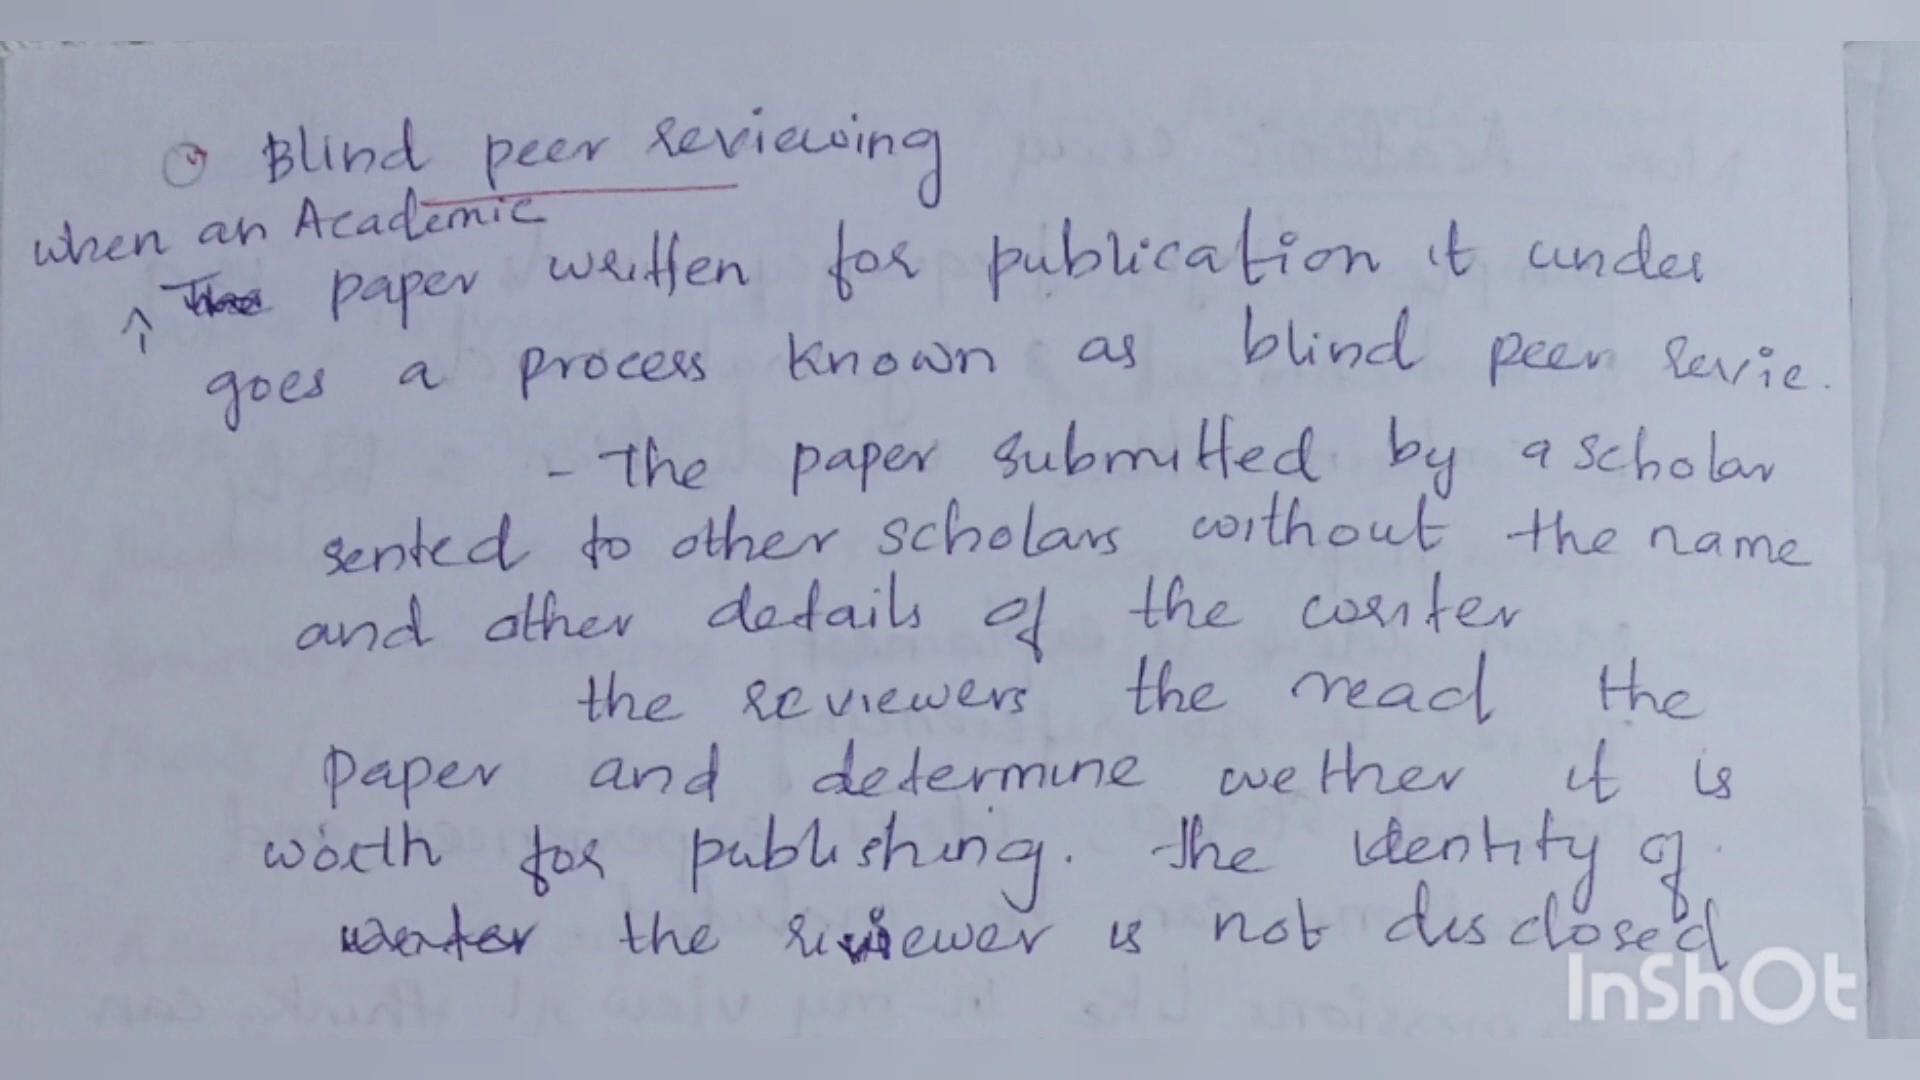 Blind peer reviewing
when an Academic
paper written for publication it under
goes a process known as blind peer revie.
- The paper submitted by a scholar
sented to other scholars without the name
and other details of the writer
the reviewers the read the
paper and determine wether it is
worth for publishing. The identity of
writer the reviewer is not disclosed
InShOt